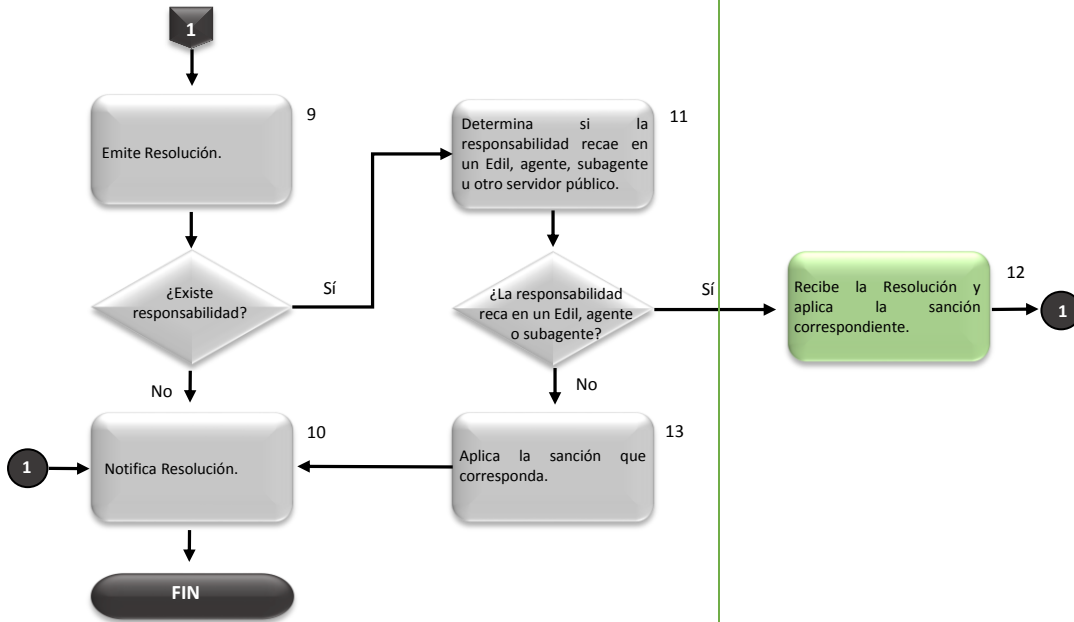 1
9
Emite Resolución.
11
Determina si la
responsabilidad recae en
un Edil, agente, subagente
u otro servidor público.
¿Existe
responsabilidad?
Sí
¿La responsabilidad
reca en un Edil, agente
o subagente?
Sí
12
Recibe la Resolución y
aplica la sanción
correspondiente.
1
No
No
1
10
Notifica Resolución.
13
Aplica la sanción que
corresponda.
FIN